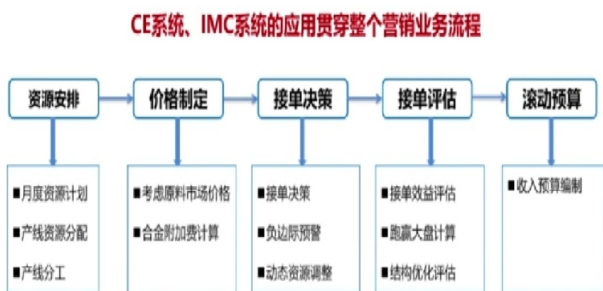 CE系统、IMC系统的应用贯穿整个营销业务流程
资源安排
价格制定
接单决策
接单评估
滚动预算
■月度资源计划
■产线资源分配
■产线分工
■考虑原料市场价格
■合金附加费计算
■接单决策
■负边际预警
■动态资源调整
■接单效益评估
■跑赢大盘计算
■结构优化评估
■收入预算编制